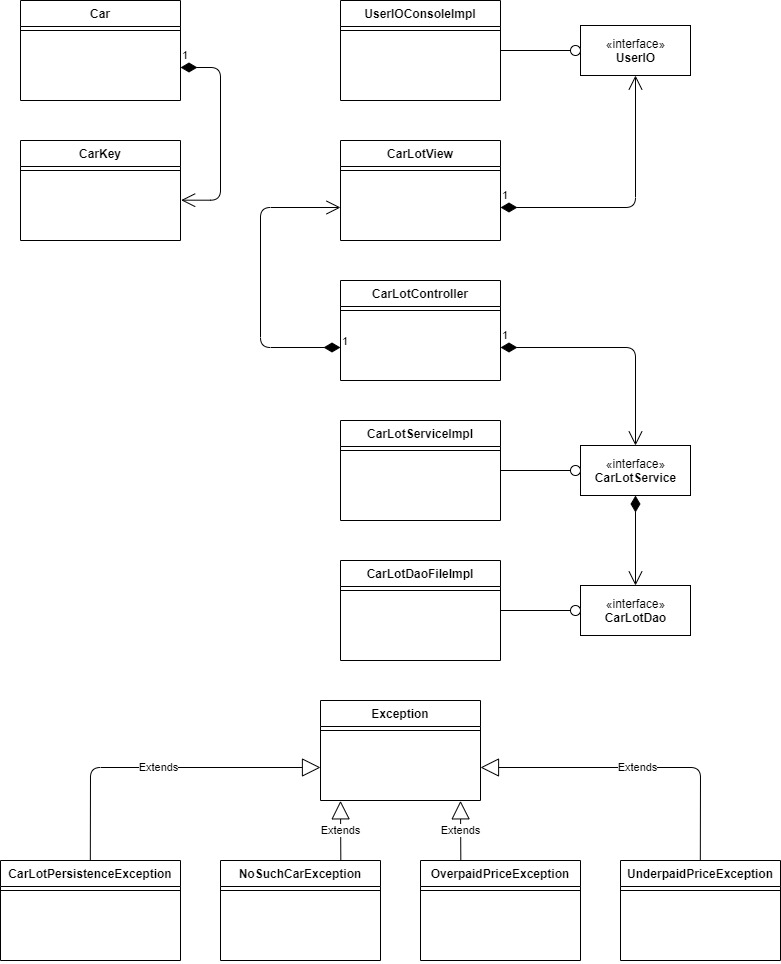 Car
1
CarKey
UserIOConsoleImpl
«interface»
UserIO
CarLotView
1
CarLotController
1
1
CarLotServiceImpl
«interface»
CarLotService
CarLotDaoFileImpl
«interface»
CarLotDao
Exception
Extends
Extends
Extends
Extends
CarLotPersistenceException
NoSuchCarException
OverpaidPriceException
UnderpaidPriceException